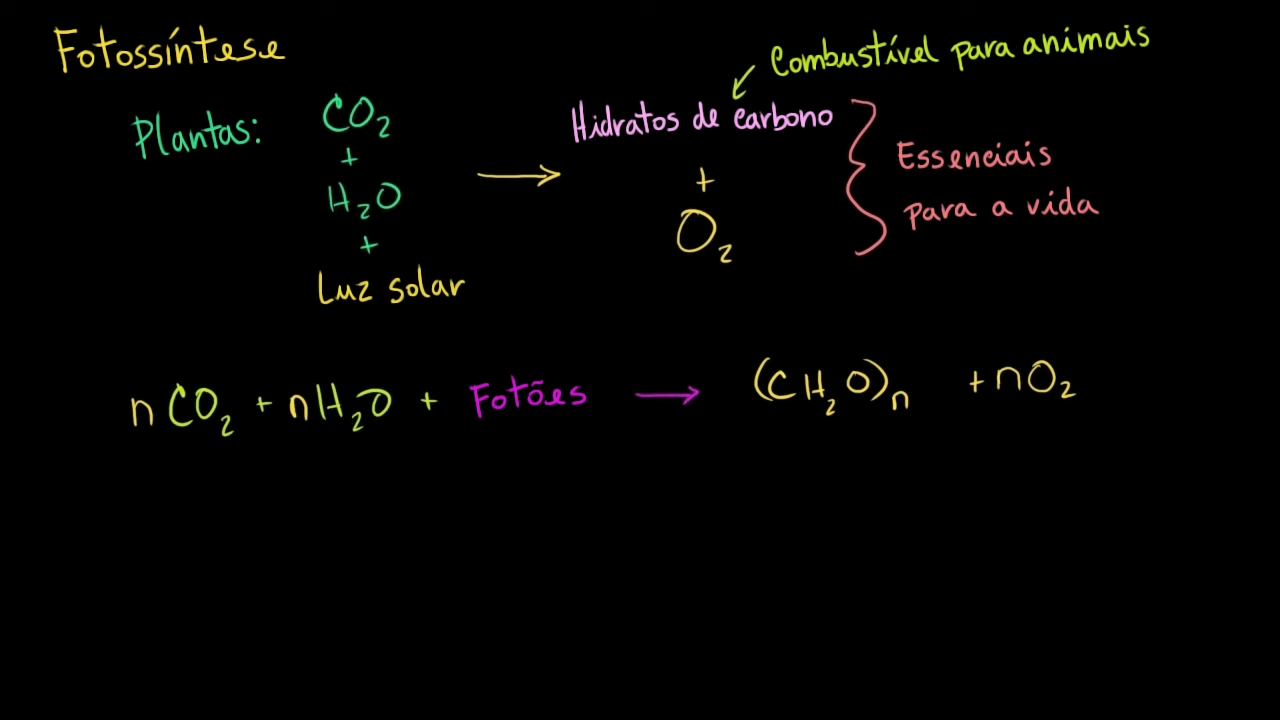 Fotossíntese
Combustível para animais
Plantas: CO₂ + H₂O + Luz solar → Hidratos de carbono + O₂
Essenciais
para a vida
nCO₂ + nH₂O + Fotões → (CH₂O)ₙ + nO₂